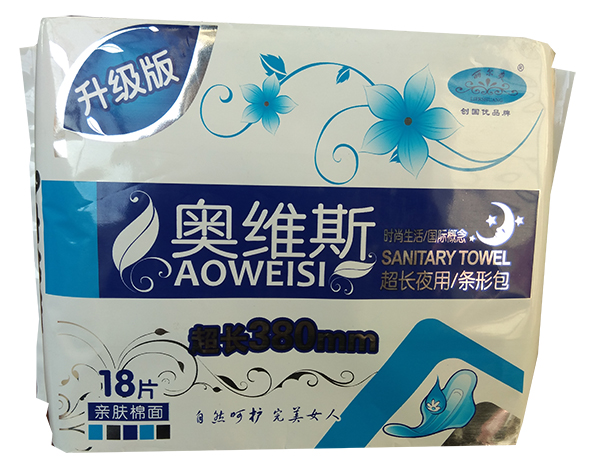 升级版
®
创国优品牌
奥维斯
AOWEISI
时尚生活/国际概念
SANITARY TOWEL
超长夜用/条形包
超长380mm
18片
亲肤棉面
自然呵护 完美女人